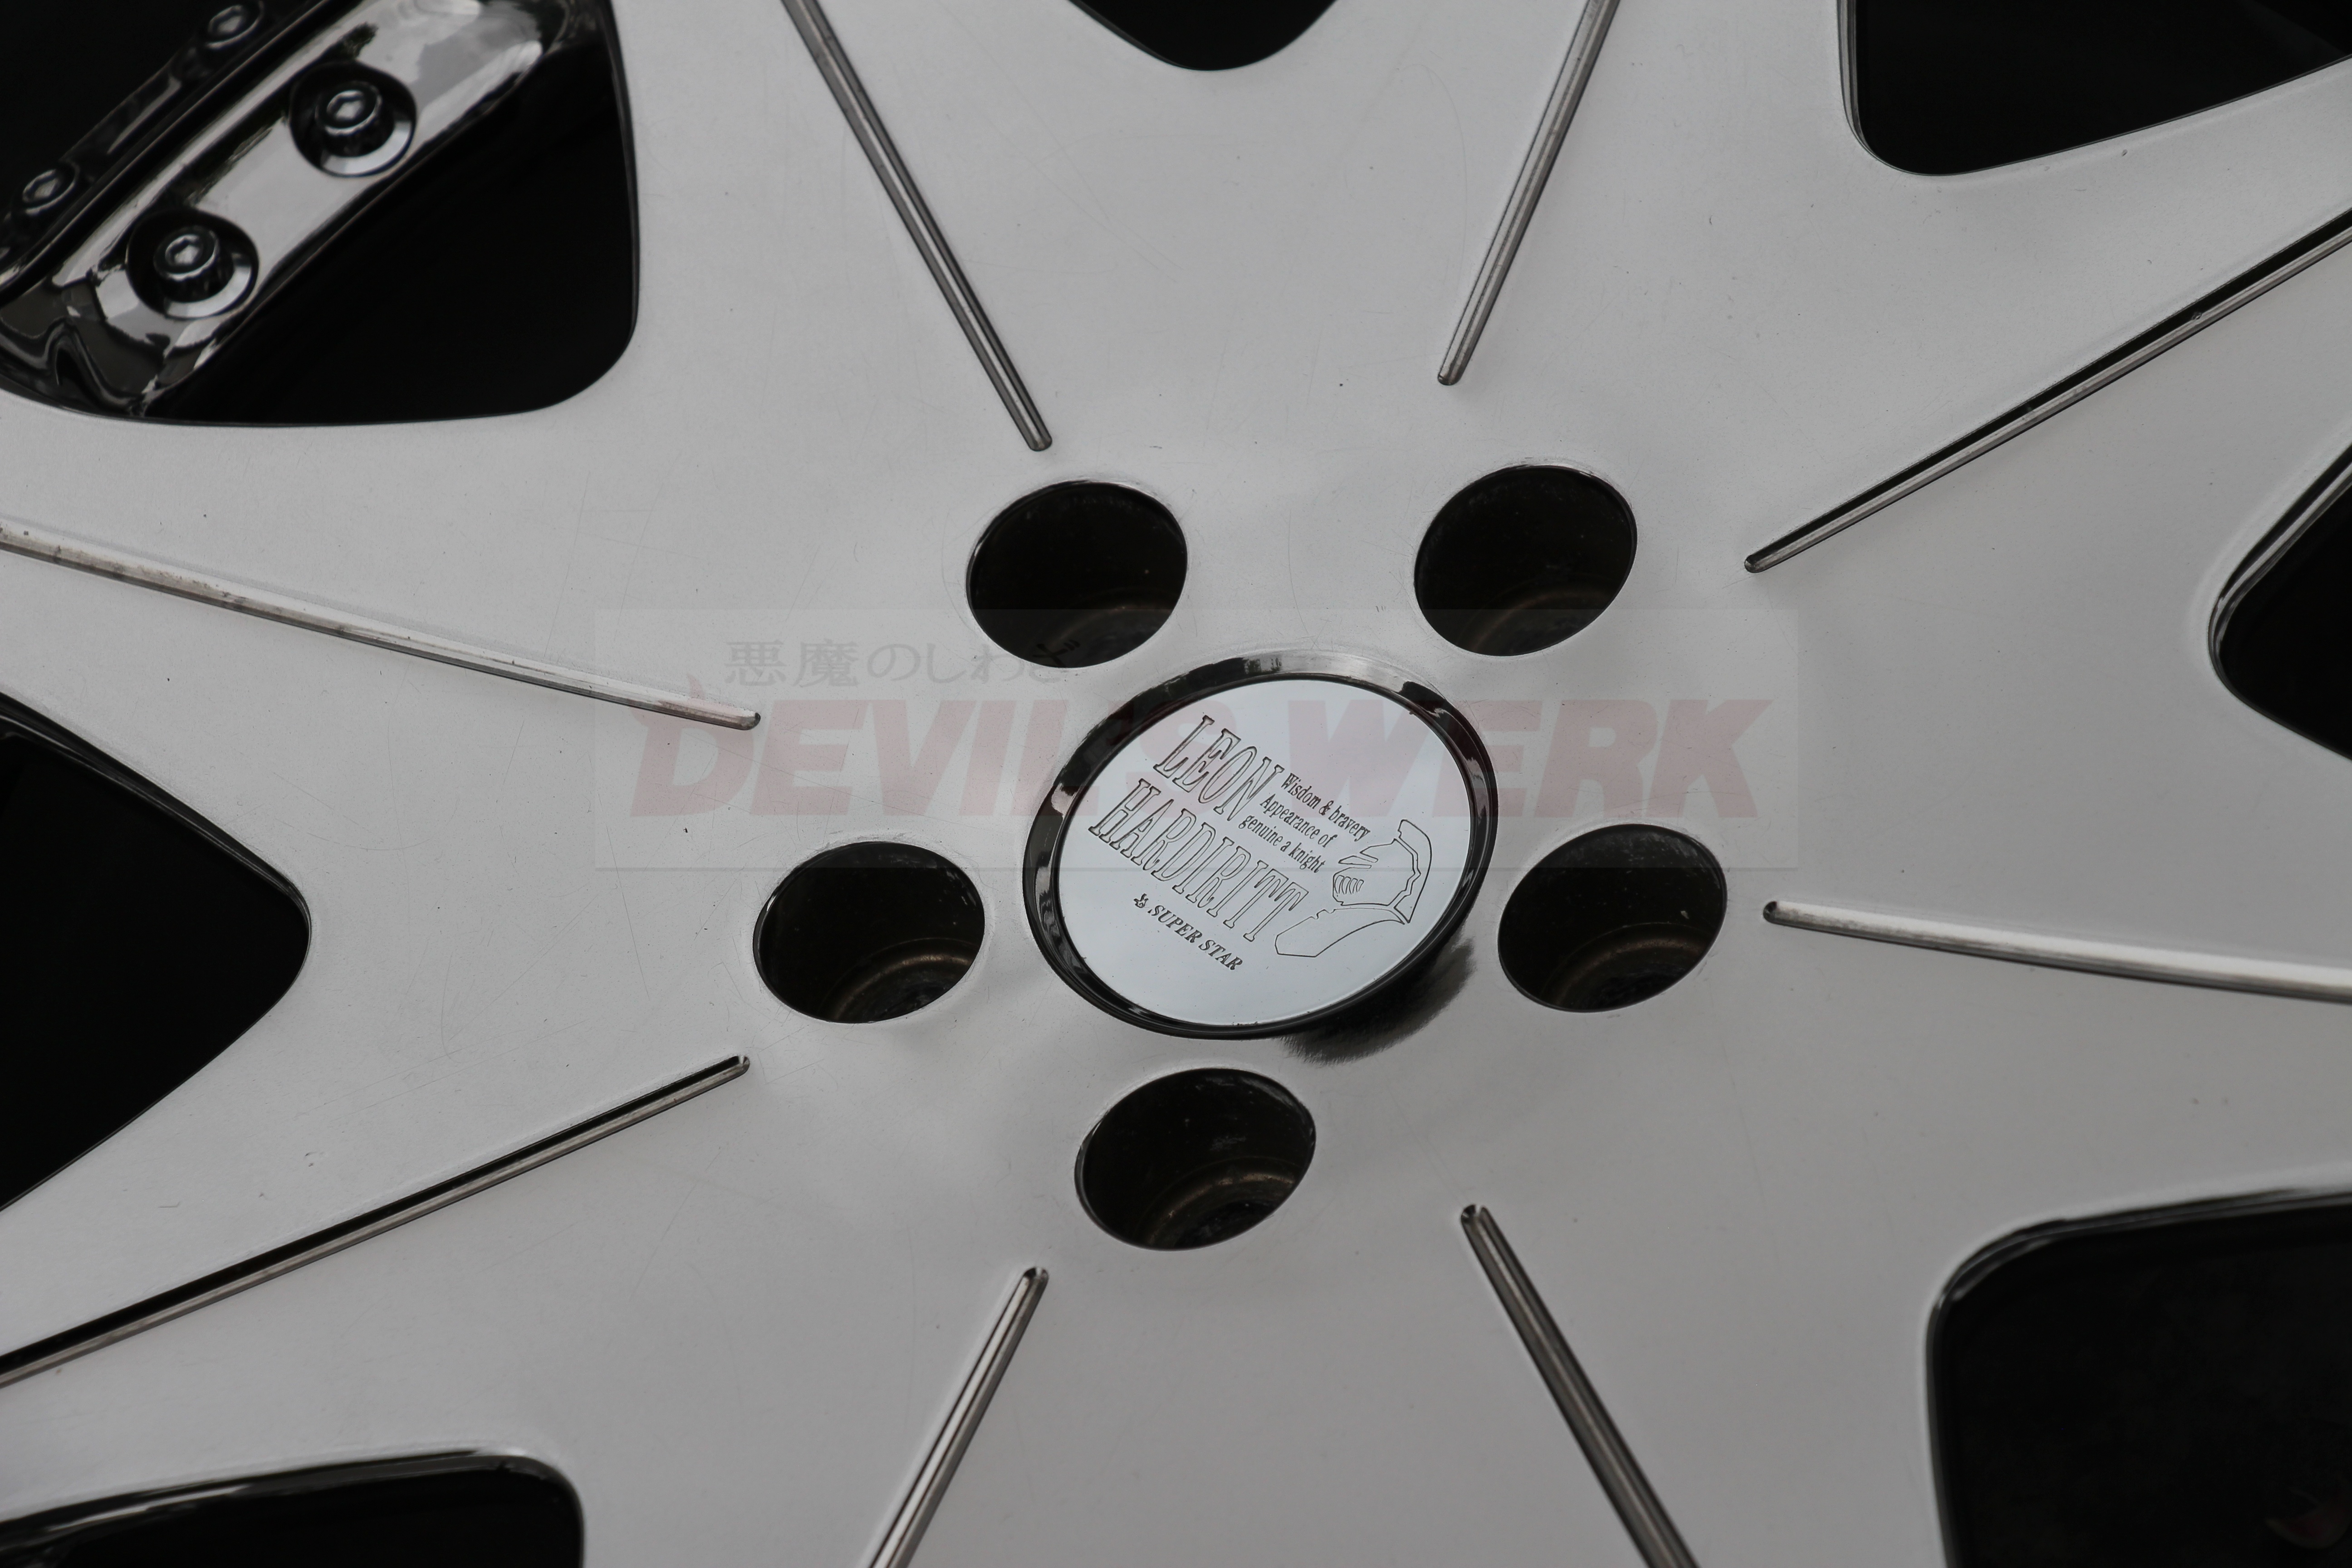 悪魔のしわざ
DEVIL'S WERK
LEON
HARDIRITT
Wisdom & bravery
Appearance of
genuine a knight
SUPER STAR